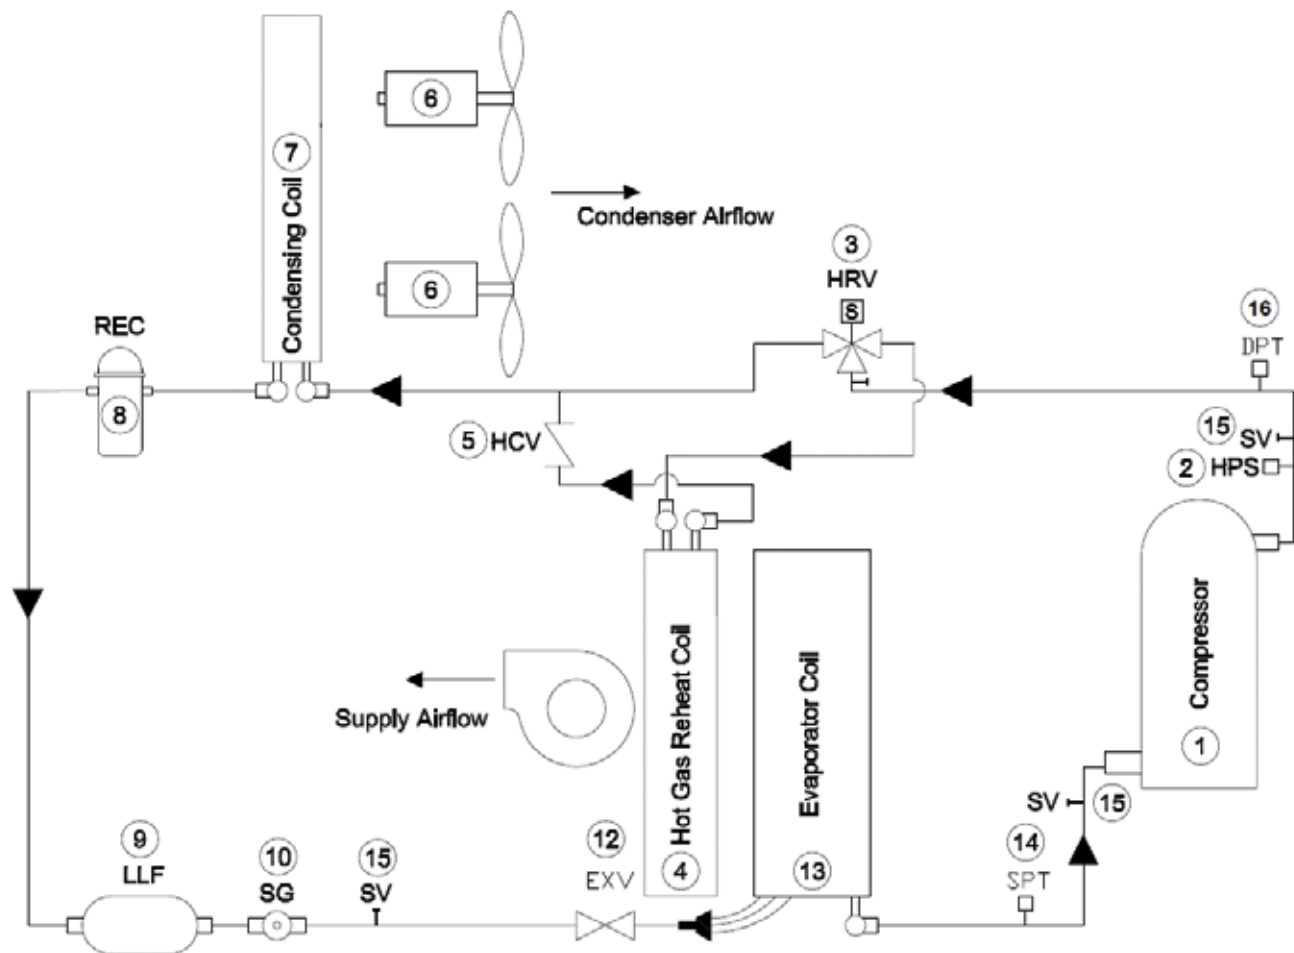 6
7
Condensing Coil
Condenser Airflow
6
3
HRV
S
16
DPT
REC
8
5 HCV
15
SV
2 HPS
Hot Gas Reheat Coil
4
Evaporator Coil
13
Compressor
1
Supply Airflow
SV 15
9
LLF
10
SG
15
SV
12
EXV
14
SPT